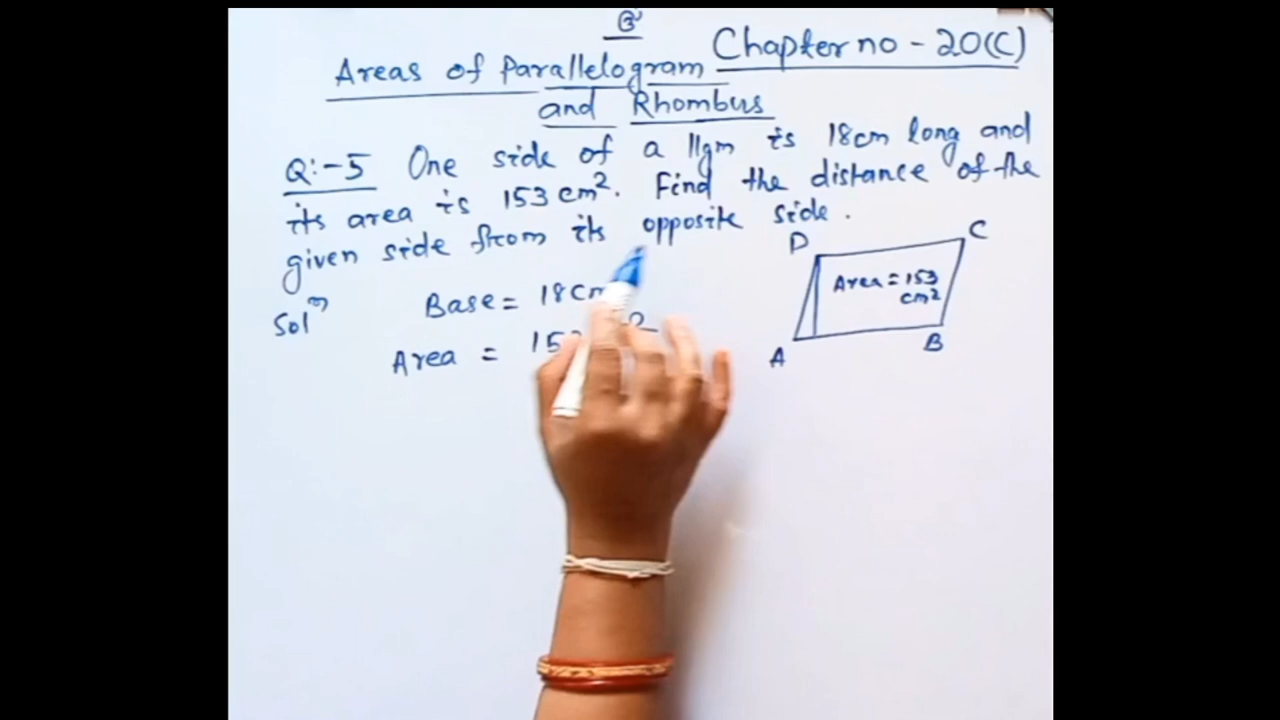 Areas of Parallelogram
and Rhombus
Chapter no - 20(C)
Q:-5 One side of a llgm is 18cm long and
its area is 153 cm². Find the distance of the
given side from its opposite side.
Solⁿ
Base = 18cm
Area =
D
C
Area = 153
cm²
A
B